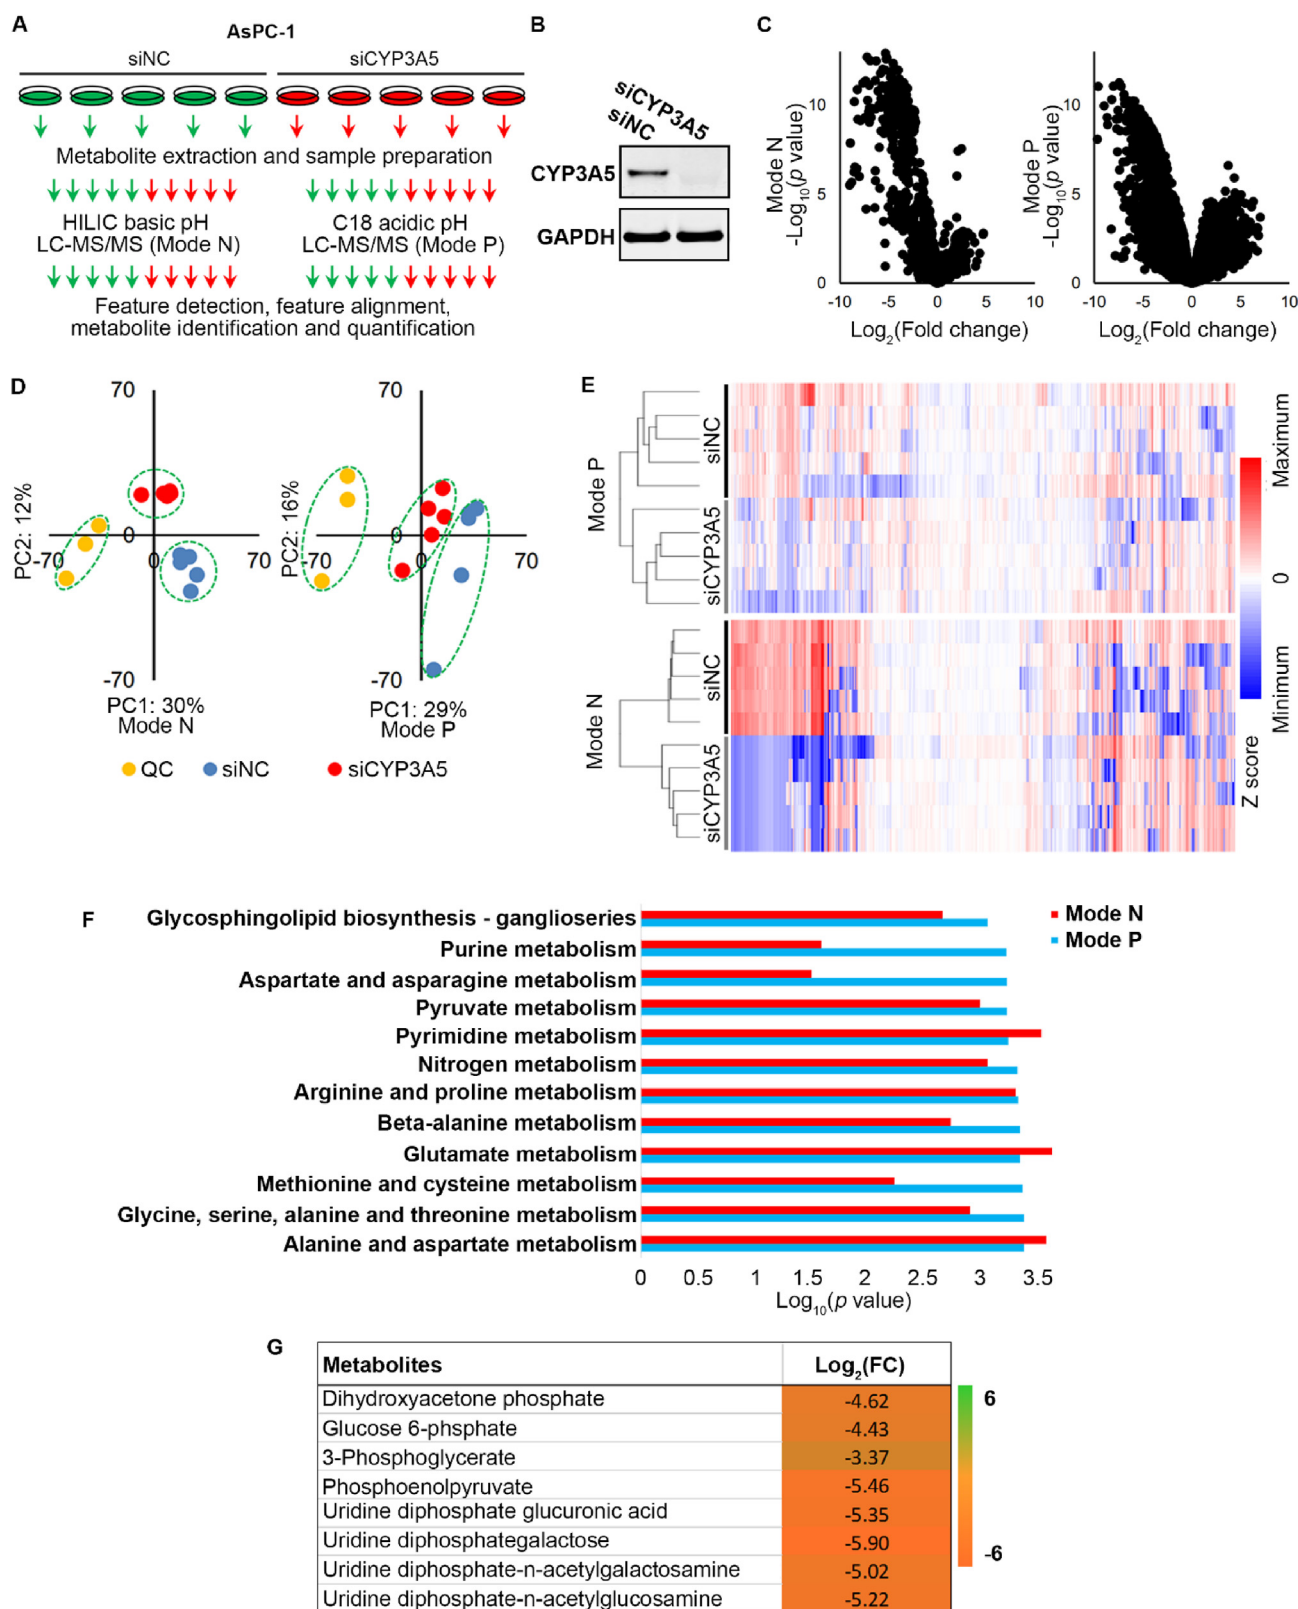 A
AsPC-1
siNC
siCYP3A5
Metabolite extraction and sample preparation
HILIC basic pH
LC-MS/MS (Mode N)
C18 acidic pH
LC-MS/MS (Mode P)
Feature detection, feature alignment,
metabolite identification and quantification
B
siNC
siCYP3A5
CYP3A5
GAPDH
C
Mode N
-Log10(p value)
10
5
0
-10 -5 0 5 10
Log2(Fold change)
Mode P
-Log10(p value)
10
5
0
-10 -5 0 5 10
Log2(Fold change)
D
70
PC2: 12%
0
-70 0 70
-70
PC1: 30%
Mode N
70
PC2: 16%
0
-70 0 70
-70
PC1: 29%
Mode P
QC siNC siCYP3A5
E
Mode P
siNC
siCYP3A5
Mode N
siNC
siCYP3A5
Maximum
0
Minimum
Z score
F
Mode N
Mode P
Glycosphingolipid biosynthesis - ganglioseries
Purine metabolism
Aspartate and asparagine metabolism
Pyruvate metabolism
Pyrimidine metabolism
Nitrogen metabolism
Arginine and proline metabolism
Beta-alanine metabolism
Glutamate metabolism
Methionine and cysteine metabolism
Glycine, serine, alanine and threonine metabolism
Alanine and aspartate metabolism
0 0.5 1 1.5 2 2.5 3 3.5
Log10(p value)
G
Metabolites Log2(FC)
Dihydroxyacetone phosphate -4.62
Glucose 6-phsphate -4.43
3-Phosphoglycerate -3.37
Phosphoenolpyruvate -5.46
Uridine diphosphate glucuronic acid -5.35
Uridine diphosphategalactose -5.90
Uridine diphosphate-n-acetylgalactosamine -5.02
Uridine diphosphate-n-acetylglucosamine -5.22
6
-6